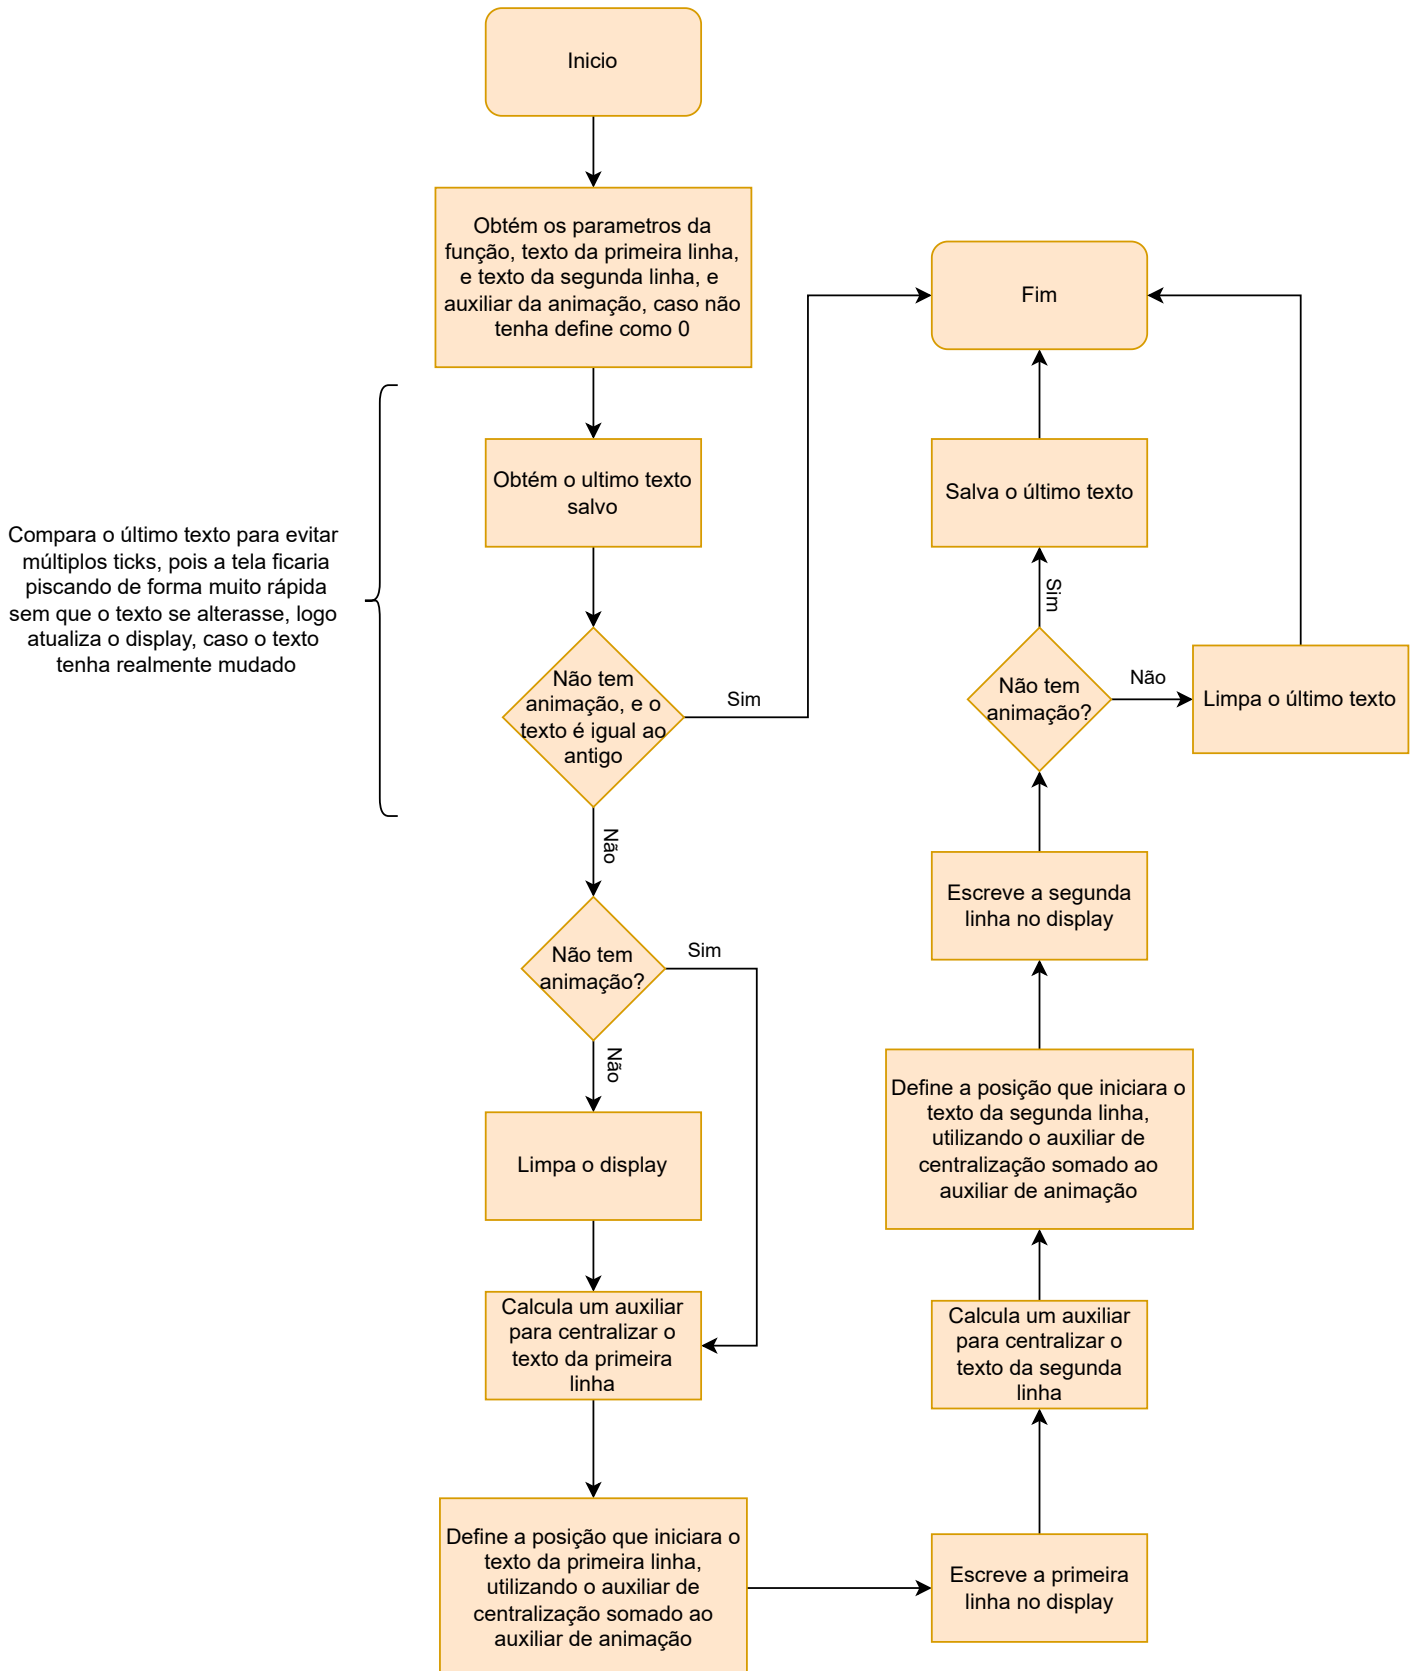 Inicio
Obtém os parametros da
função, texto da primeira linha,
e texto da segunda linha, e
auxiliar da animação, caso não
tenha define como 0
Obtém o ultimo texto
salvo
Compara o último texto para evitar
múltiplos ticks, pois a tela ficaria
piscando de forma muito rápida
sem que o texto se alterasse, logo
atualiza o display, caso o texto
tenha realmente mudado
Não tem
animação, e o
texto é igual ao
antigo
Sim
Não
Não tem
animação?
Sim
Não
Limpa o display
Calcula um auxiliar
para centralizar o
texto da primeira
linha
Define a posição que iniciara o
texto da primeira linha,
utilizando o auxiliar de
centralização somado ao
auxiliar de animação
Escreve a primeira
linha no display
Calcula um auxiliar
para centralizar o
texto da segunda
linha
Define a posição que iniciara o
texto da segunda linha,
utilizando o auxiliar de
centralização somado ao
auxiliar de animação
Escreve a segunda
linha no display
Não tem
animação?
Não
Limpa o último texto
Sim
Salva o último texto
Fim